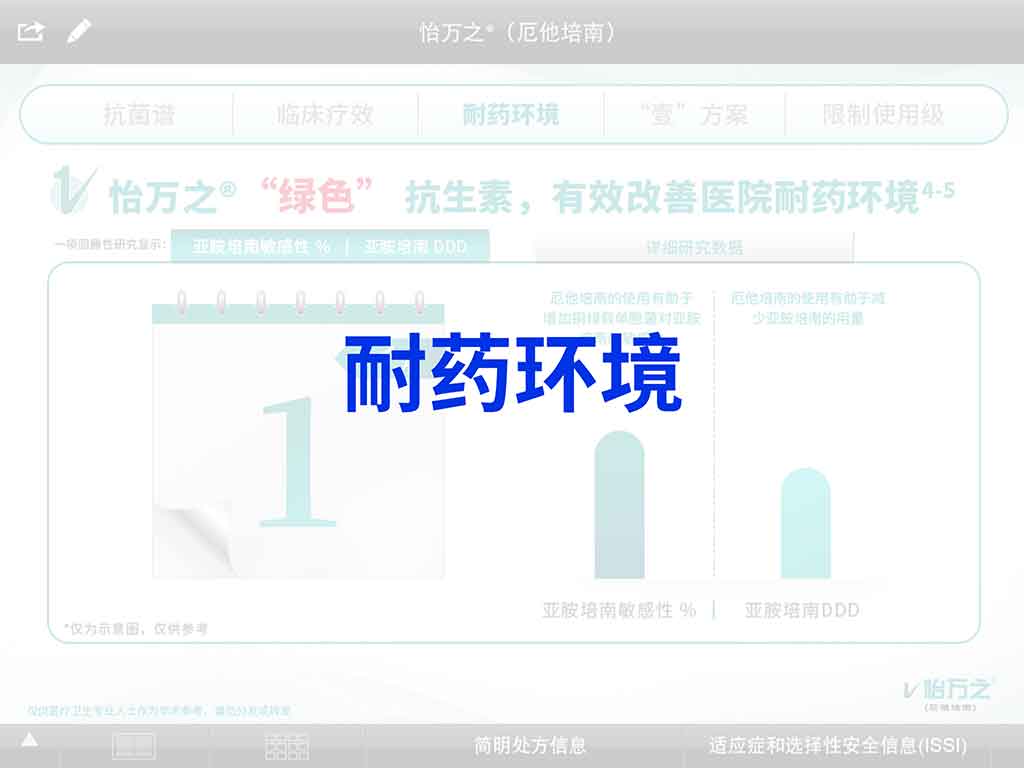 怡万之®（厄他培南）
抗菌谱 临床疗效 耐药环境 “壹”方案 限制使用级
怡万之®“绿色” 抗生素，有效改善医院耐药环境4-5
一项回顾性研究显示:
亚胺培南敏感性 % | 亚胺培南 DDD
详细研究数据
厄他培南的使用有助于
增加铜绿假单胞菌对亚胺
厄他培南的使用有助于减
少亚胺培南的用量
耐药环境
1
亚胺培南敏感性 % | 亚胺培南DDD
*仅为示意图，仅供参考
怡万之®
(厄他培南)
仅供医疗卫生专业人士作为学术参考，请勿分发或转发
简明处方信息
适应症和选择性安全信息(ISSI)